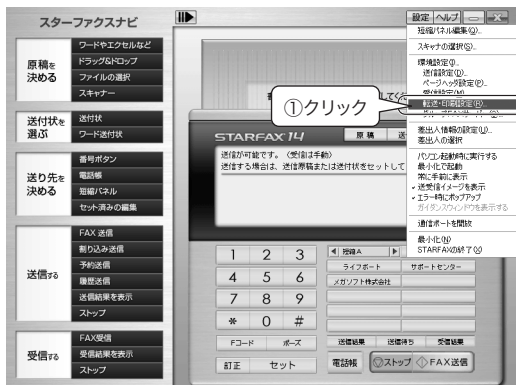 スターファクスナビ
原稿を
決める
ワードやエクセルなど
ドラッグ&ドロップ
ファイルの選択
スキャナー
送付状を
選ぶ
送付状
ワード送付状
送り先を
決める
番号ボタン
電話帳
短縮パネル
セット済みの編集
送信する
FAX 送信
割り込み送信
予約送信
履歴送信
送信結果を表示
ストップ
受信する
FAX受信
受信結果を表示
ストップ
設定 ヘルプ
短縮パネル編集(S)...
スキャナの選択(S)...
環境設定(I)...
送信設定(D)...
ページヘッダ設定(P)...
転送・印刷設定(R)...
差出人情報の設定(U)...
差出人の選択
パソコン起動時に実行する
最小化で起動
常に手前に表示
送受信イメージを表示
エラー時にポップアップ
ガイダンスウィンドウを表示する
通信ポートを開放
最小化(N)
STARFAXの終了(X)
①クリック
STARFAX 14
原 稿
送信が可能です。 〈受信は手動〉
送信する場合は、送信原稿または送付状をセットして
1 2 3
4 5 6
7 8 9
* 0 #
Fコード ポーズ
訂正 セット
短縮A
ライフボート サポートセンター
メガソフト株式会社
送信結果 送信待ち 受信結果
電話帳 ストップ FAX送信